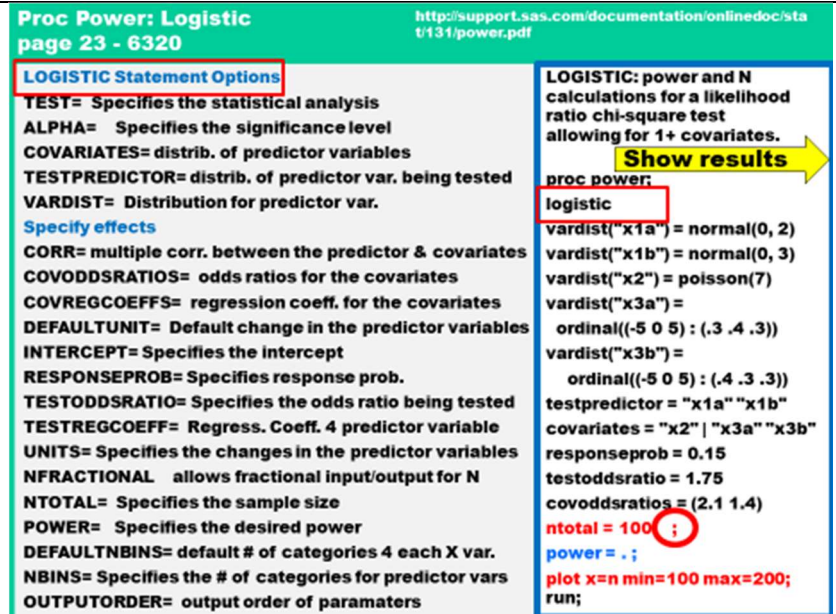 Proc Power: Logistic
page 23 - 6320
http://support.sas.com/documentation/onlinedoc/sta
t/131/power.pdf
LOGISTIC Statement Options
TEST= Specifies the statistical analysis
ALPHA= Specifies the significance level
COVARIATES= distrib. of predictor variables
TESTPREDICTOR= distrib. of predictor var. being tested
VARDIST= Distribution for predictor var.
Specify effects
CORR= multiple corr. between the predictor & covariates
COVODDSRATIOS= odds ratios for the covariates
COVREGCOEFFS= regression coeff. for the covariates
DEFAULTUNIT= Default change in the predictor variables
INTERCEPT= Specifies the intercept
RESPONSEPROB= Specifies response prob.
TESTODDSRATIO= Specifies the odds ratio being tested
TESTREGCOEFF= Regress. Coeff. 4 predictor variable
UNITS= Specifies the changes in the predictor variables
NFRACTIONAL allows fractional input/output for N
NTOTAL= Specifies the sample size
POWER= Specifies the desired power
DEFAULTNBINS= default # of categories 4 each X var.
NBINS= Specifies the # of categories for predictor vars
OUTPUTORDER= output order of paramaters
LOGISTIC: power and N
calculations for a likelihood
ratio chi-square test
allowing for 1+ covariates.
Show results
proc power;
logistic
vardist("x1a") = normal(0, 2)
vardist("x1b") = normal(0, 3)
vardist("x2") = poisson(7)
vardist("x3a") =
ordinal((-5 0 5) : (.3 .4 .3))
vardist("x3b") =
ordinal((-5 0 5) : (.4 .3 .3))
testpredictor = "x1a" "x1b"
covariates = "x2" | "x3a" "x3b"
responseprob = 0.15
testoddsratio = 1.75
covoddsratios = (2.1 1.4)
ntotal = 100 ;
power = . ;
plot x=n min=100 max=200;
run;